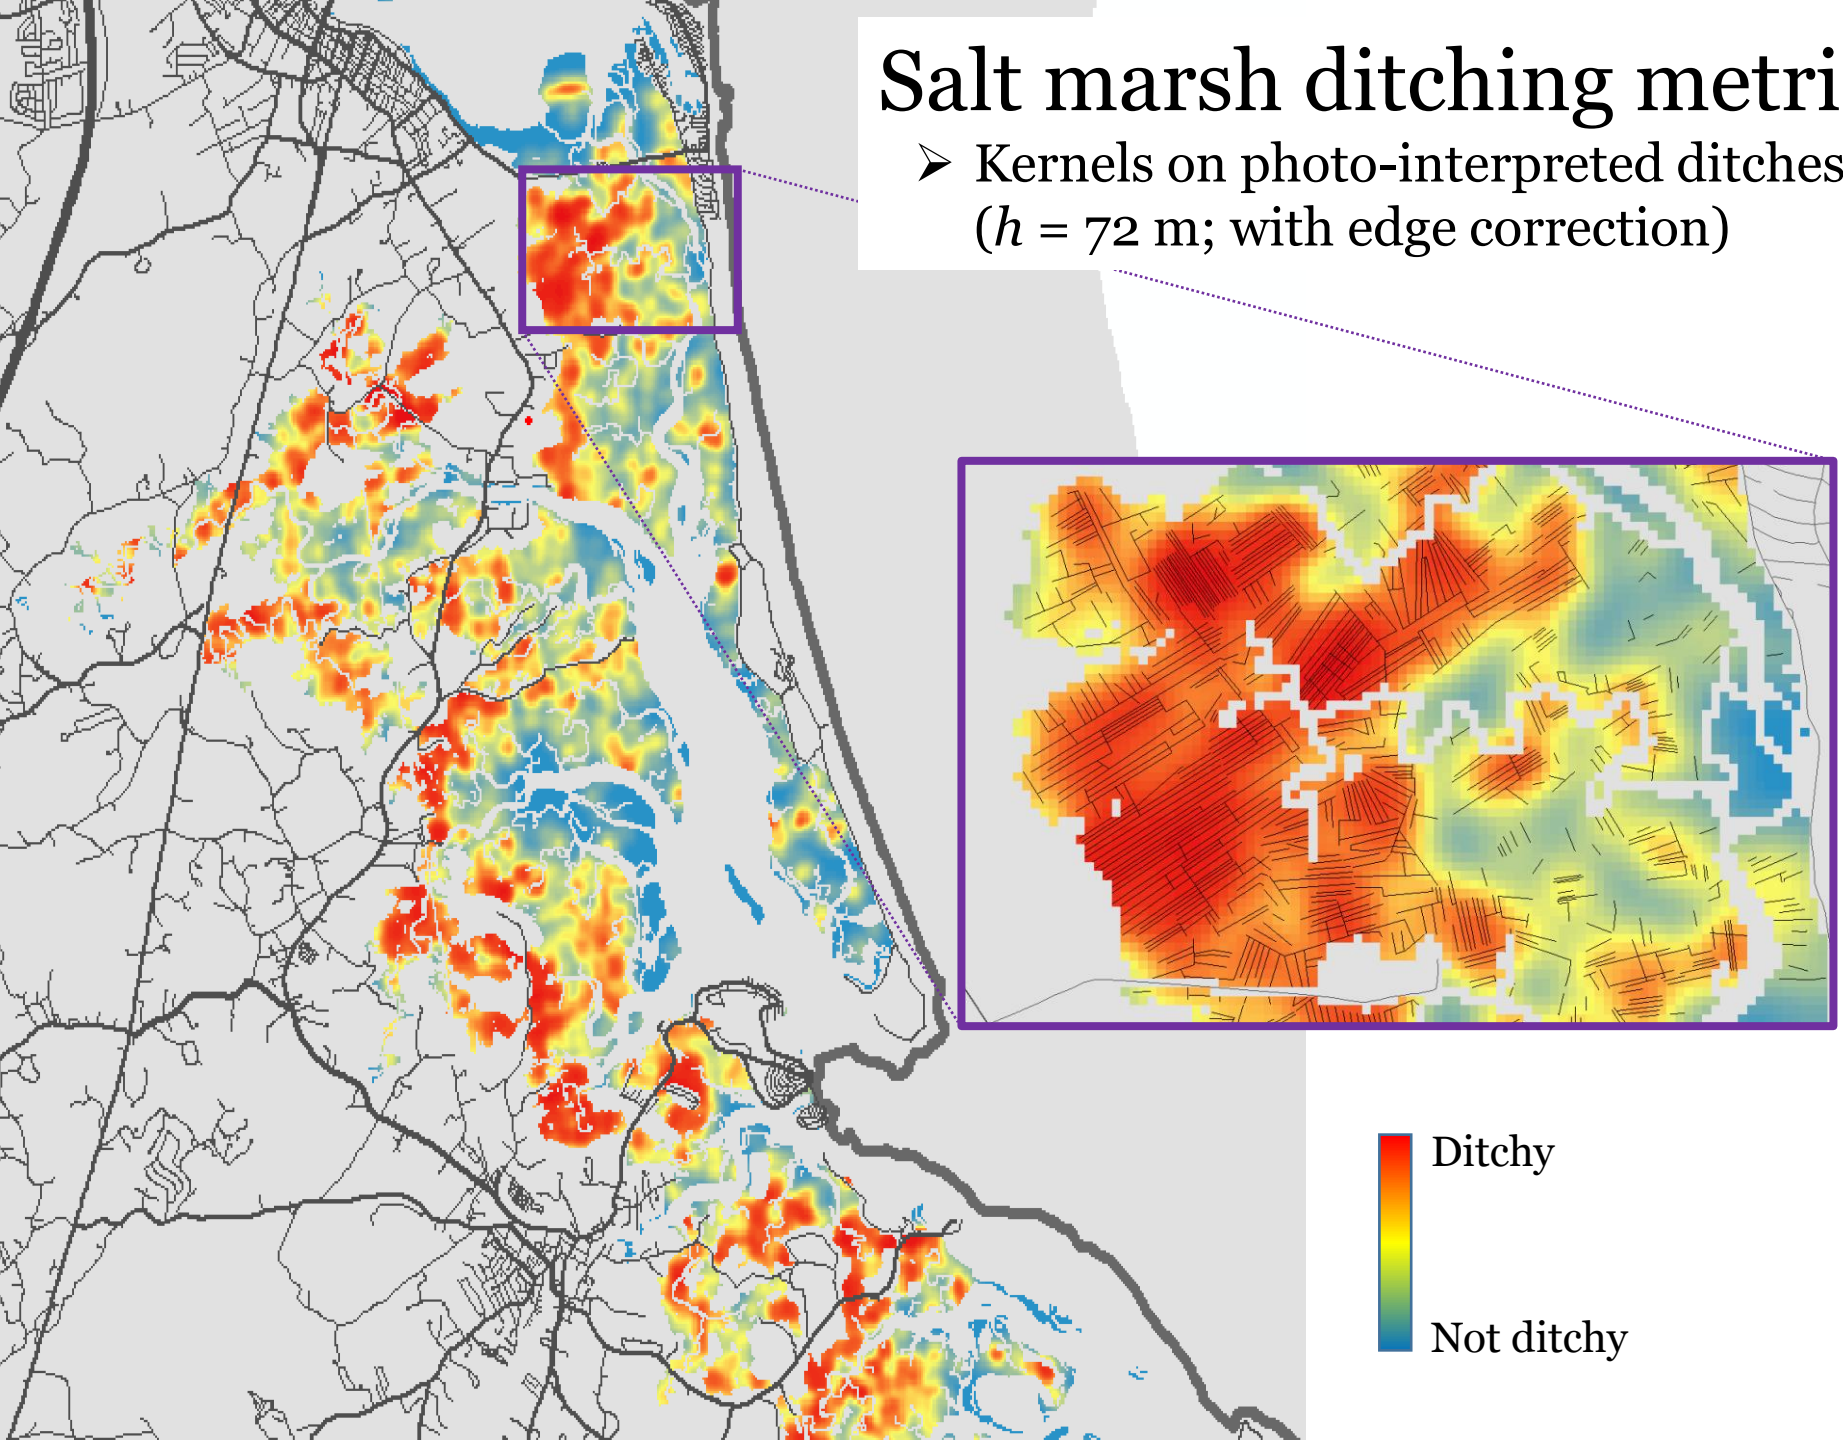 Salt marsh ditching metri
➢ Kernels on photo-interpreted ditches
(h = 72 m; with edge correction)
Ditchy
Not ditchy